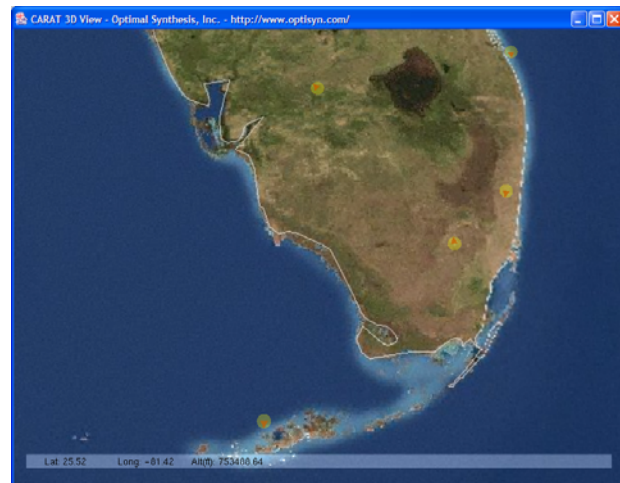 CARAT 3D View - Optimal Synthesis, Inc. - http://www.optisyn.com/
Lat: 25.52 Long: -81.42 Alt(ft): 753488.64